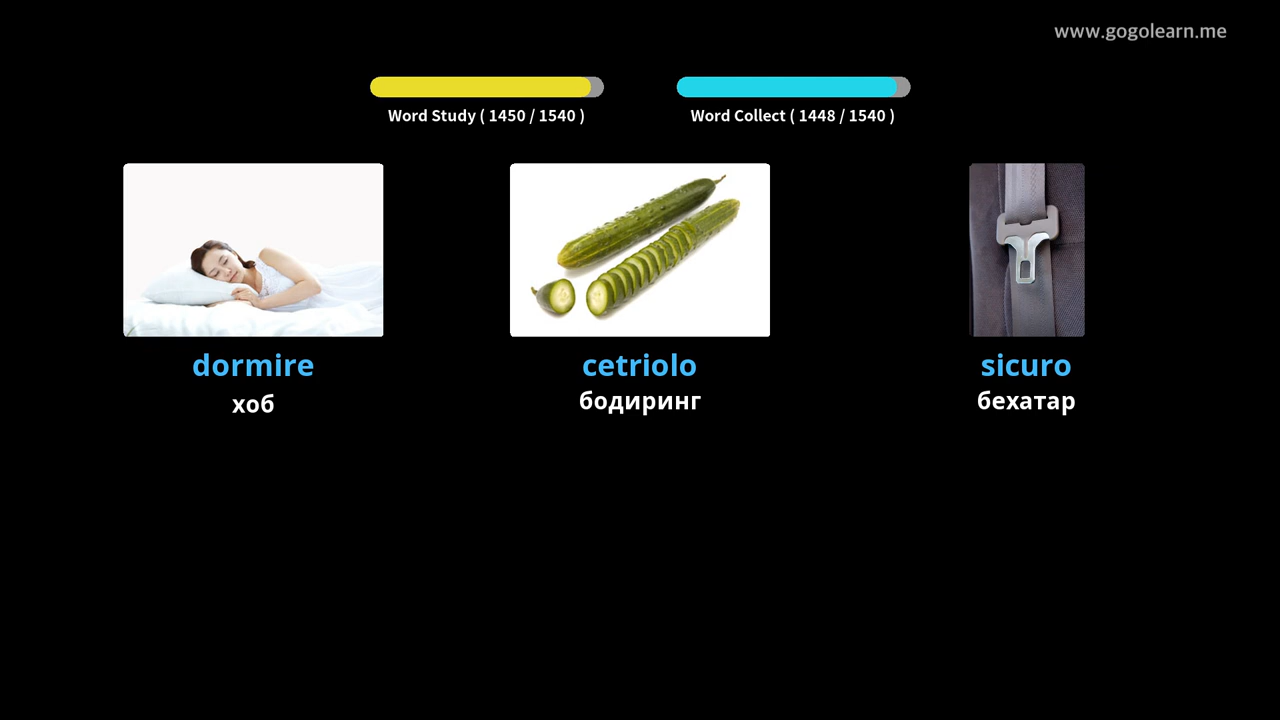 www.gogolearn.me
Word Study ( 1450 / 1540 )
Word Collect ( 1448 / 1540 )
dormire
хоб
cetriolo
бодиринг
sicuro
бехатар